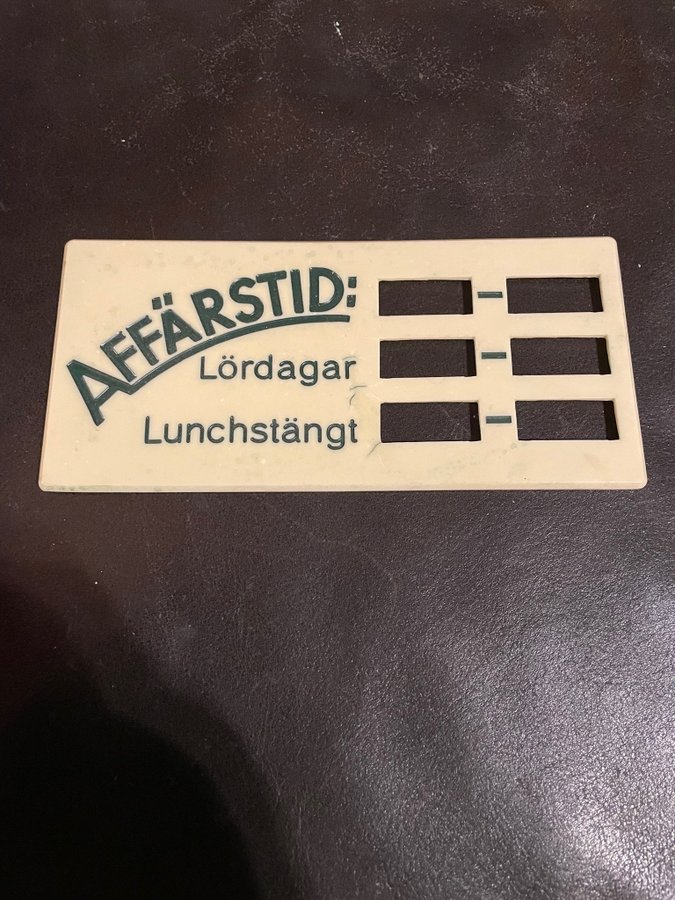 AFFÄRSTID: –
Lördagar –
Lunchstängt –